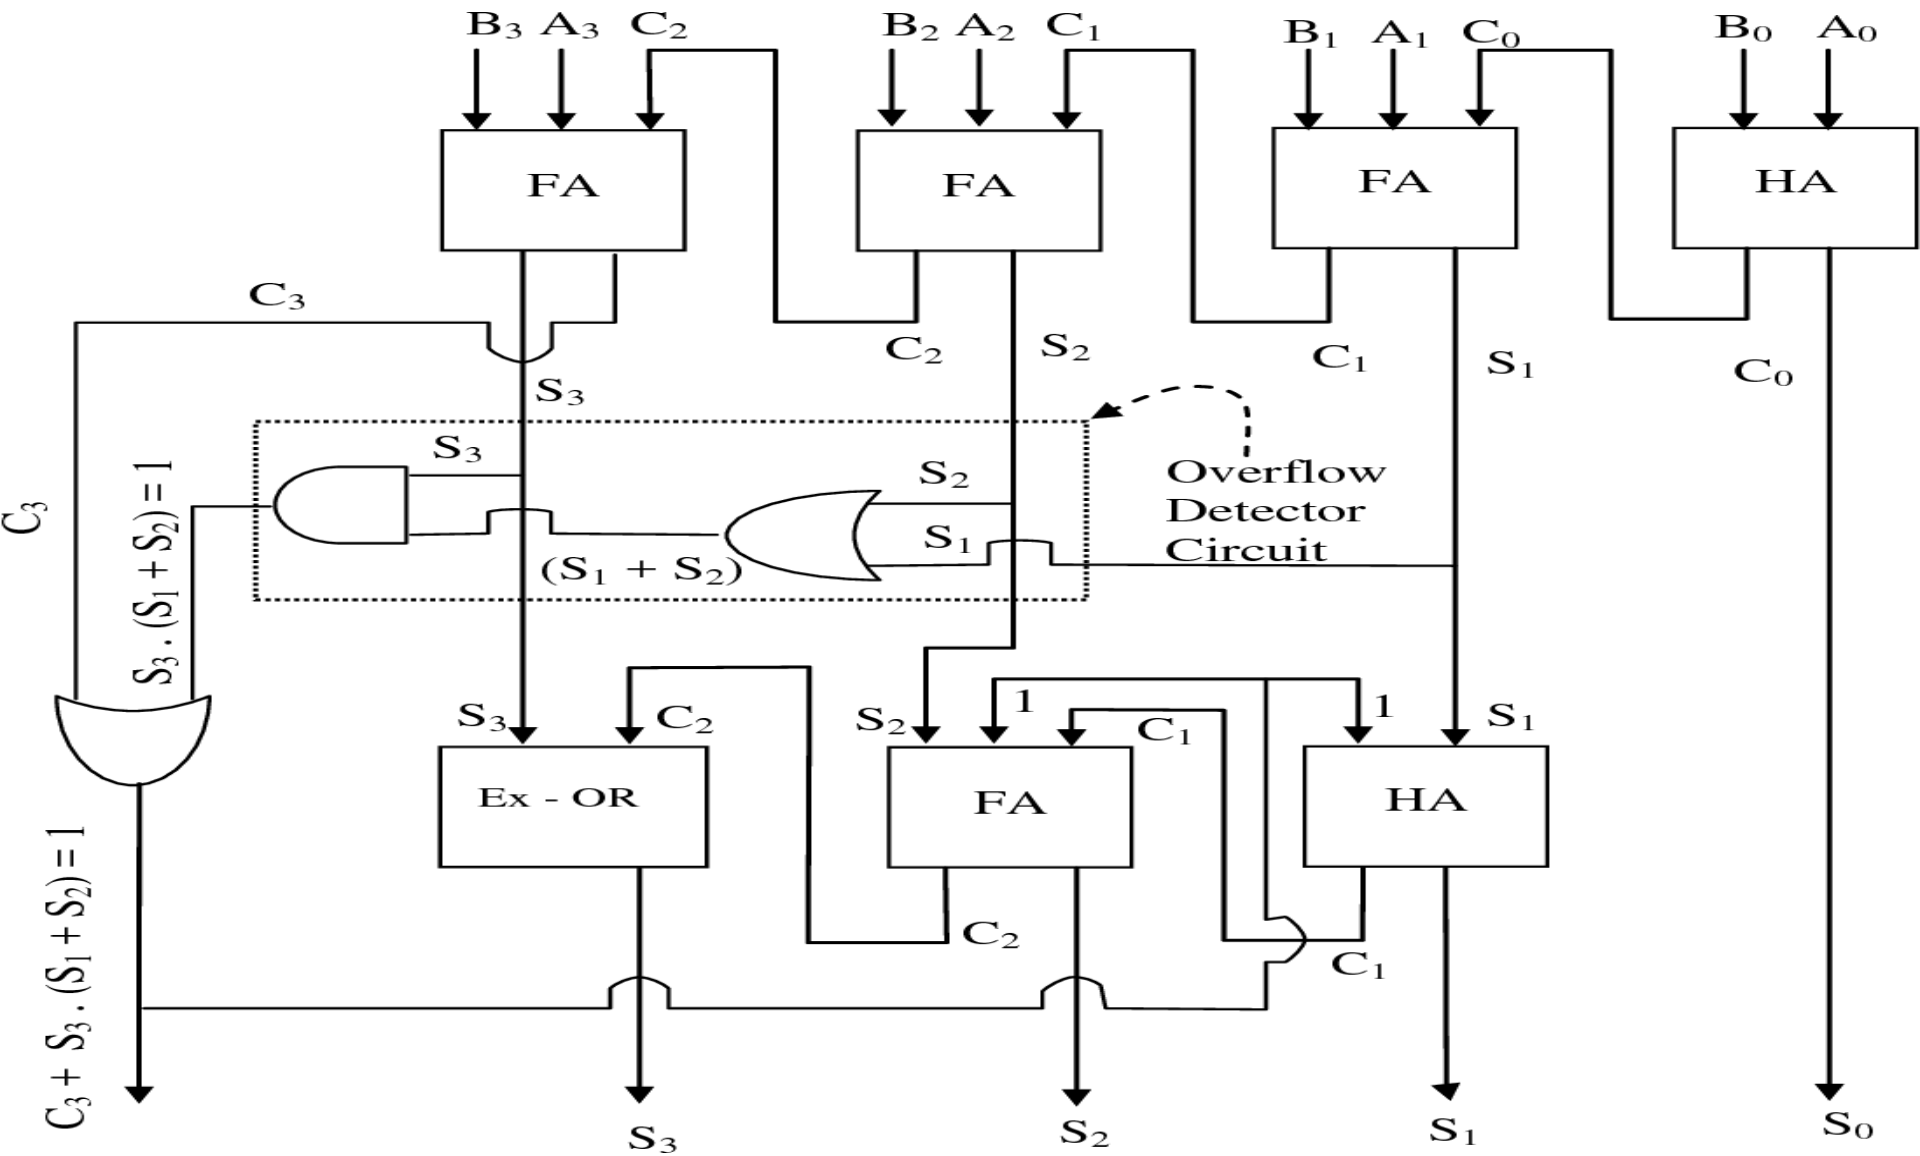 B₃ A₃ C₂ B₂ A₂ C₁ B₁ A₁ C₀ B₀ A₀
FA FA FA HA
C₃
C₂ S₂ C₁ S₁ C₀
S₃
S₃ S₂
Overflow
Detector
Circuit
S₁
(S₁ + S₂)
C₃
S₃ . (S₁ + S₂) = 1
S₃ C₂ S₂ 1 C₁ 1 S₁
Ex - OR FA HA
C₂ C₁
C₃ + S₃ . (S₁ + S₂) = 1
S₃ S₂ S₁ S₀